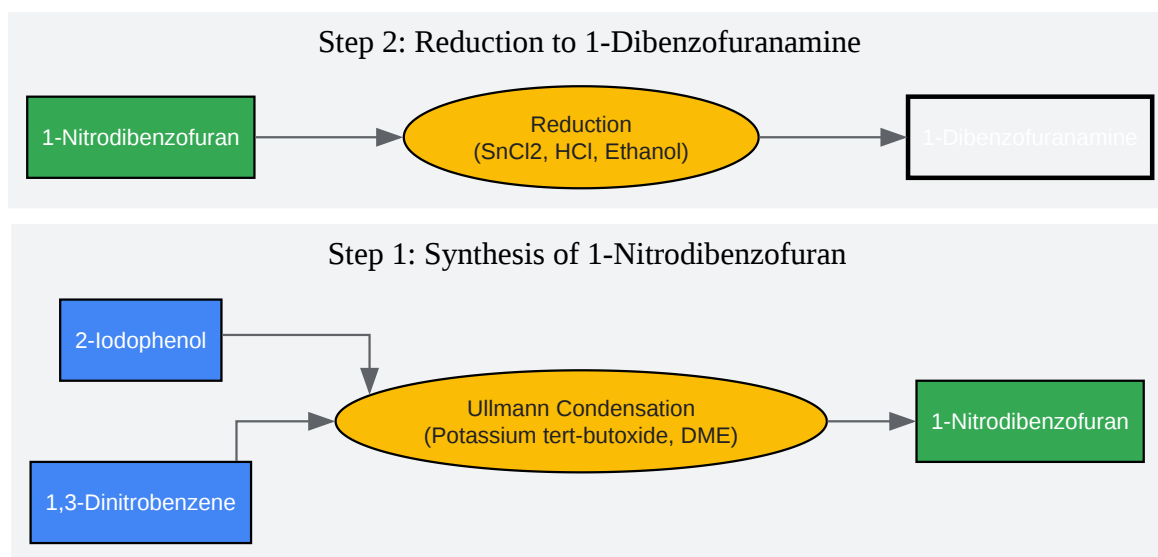 Step 2: Reduction to 1-Dibenzofuranamine
1-Nitrodibenzofuran
Reduction
(SnCl2, HCl, Ethanol)
1-Dibenzofuranamine
Step 1: Synthesis of 1-Nitrodibenzofuran
2-Iodophenol
Ullmann Condensation
(Potassium tert-butoxide, DME)
1-Nitrodibenzofuran
1,3-Dinitrobenzene